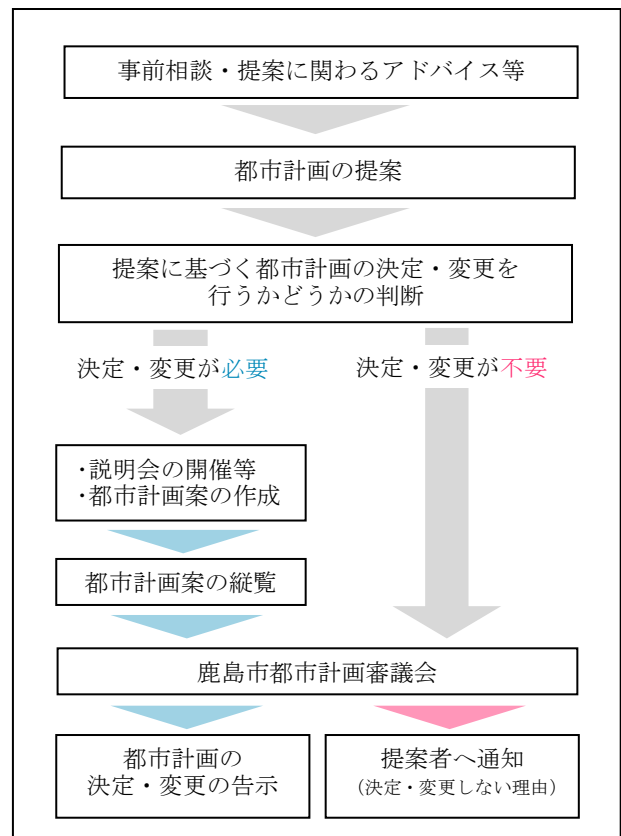 事前相談・提案に関わるアドバイス等
都市計画の提案
提案に基づく都市計画の決定・変更を
行うかどうかの判断
決定・変更が必要
決定・変更が不要
・説明会の開催等
・都市計画案の作成
都市計画案の縦覧
鹿島市都市計画審議会
都市計画の
決定・変更の告示
提案者へ通知
（決定・変更しない理由）